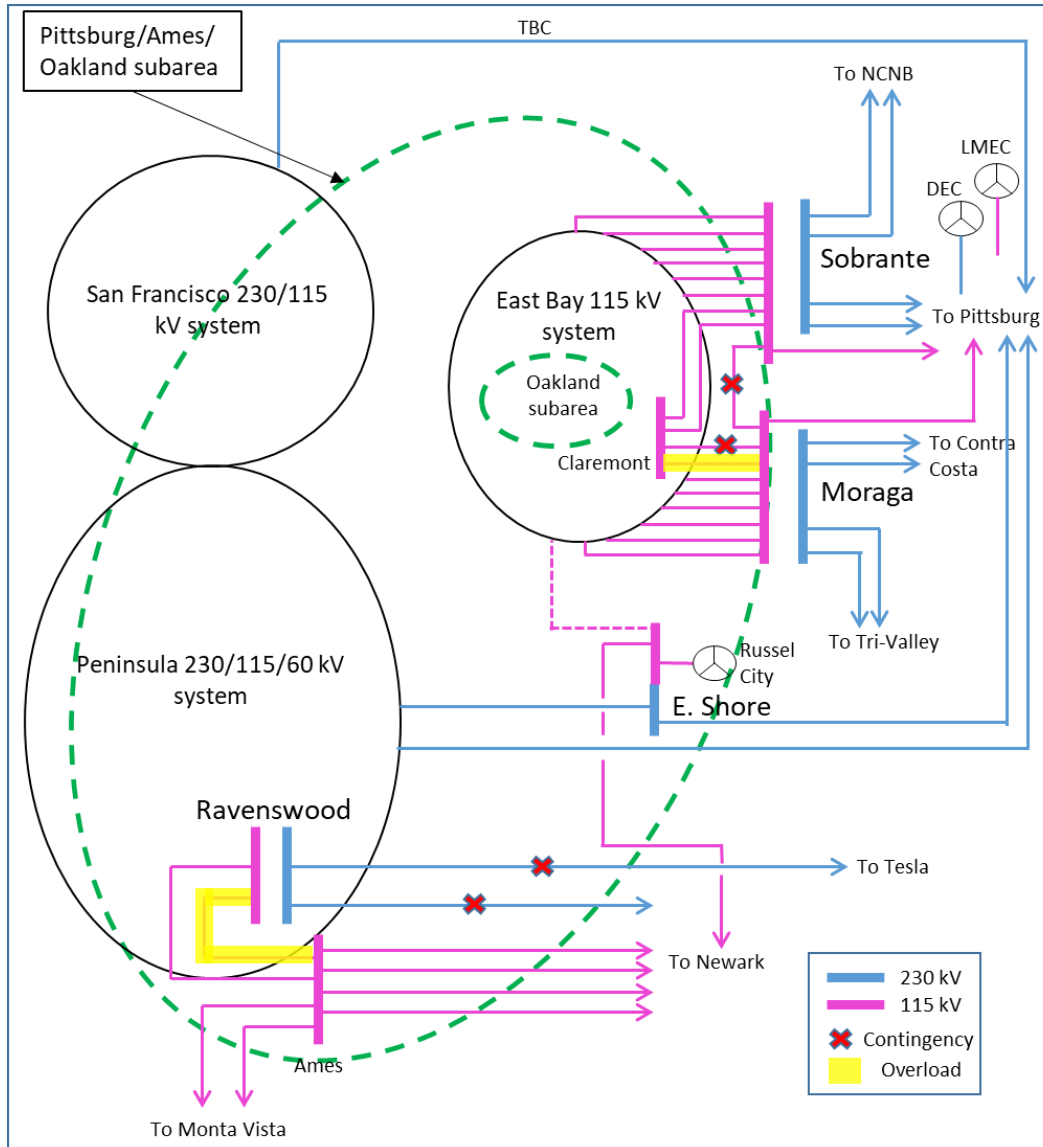 Pittsburg/Ames/
Oakland subarea
TBC
To NCNB
LMEC
DEC
Sobrante
San Francisco 230/115
kV system
East Bay 115 kV
system
To Pittsburg
Oakland
subarea
Claremont
To Contra
Costa
Moraga
To Tri-Valley
Peninsula 230/115/60 kV
system
Russel
City
E. Shore
Ravenswood
To Tesla
To Newark
230 kV
115 kV
Contingency
Overload
Ames
To Monta Vista